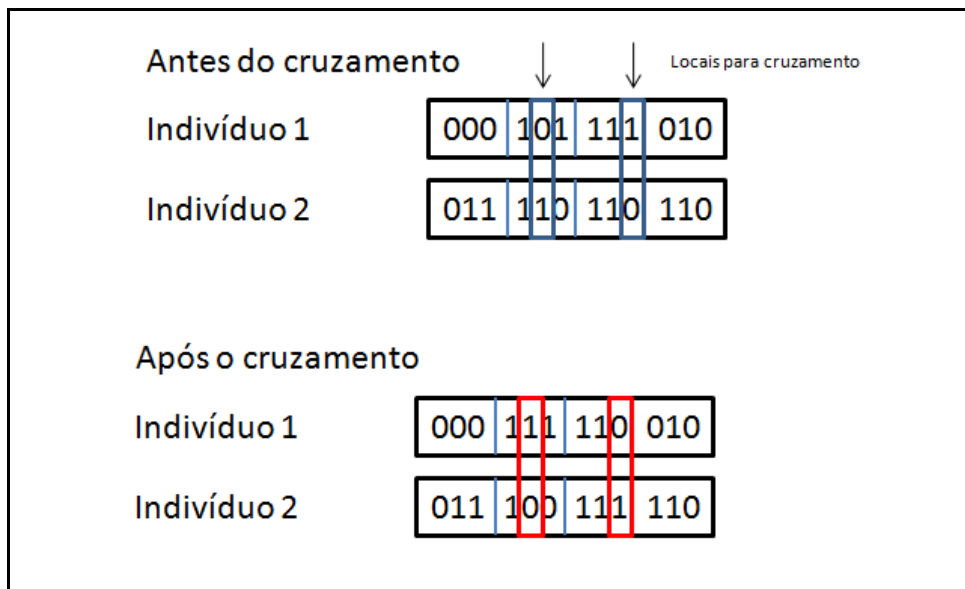 Antes do cruzamento
Locais para cruzamento
Indivíduo 1
000 101 111 010
Indivíduo 2
011 110 110 110
Após o cruzamento
Indivíduo 1
000 111 110 010
Indivíduo 2
011 100 111 110